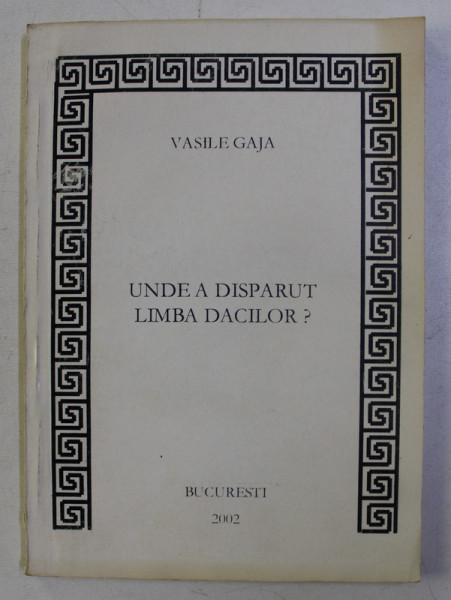 VASILE GAJA
UNDE A DISPARUT
LIMBA DACILOR ?
BUCURESTI
2002